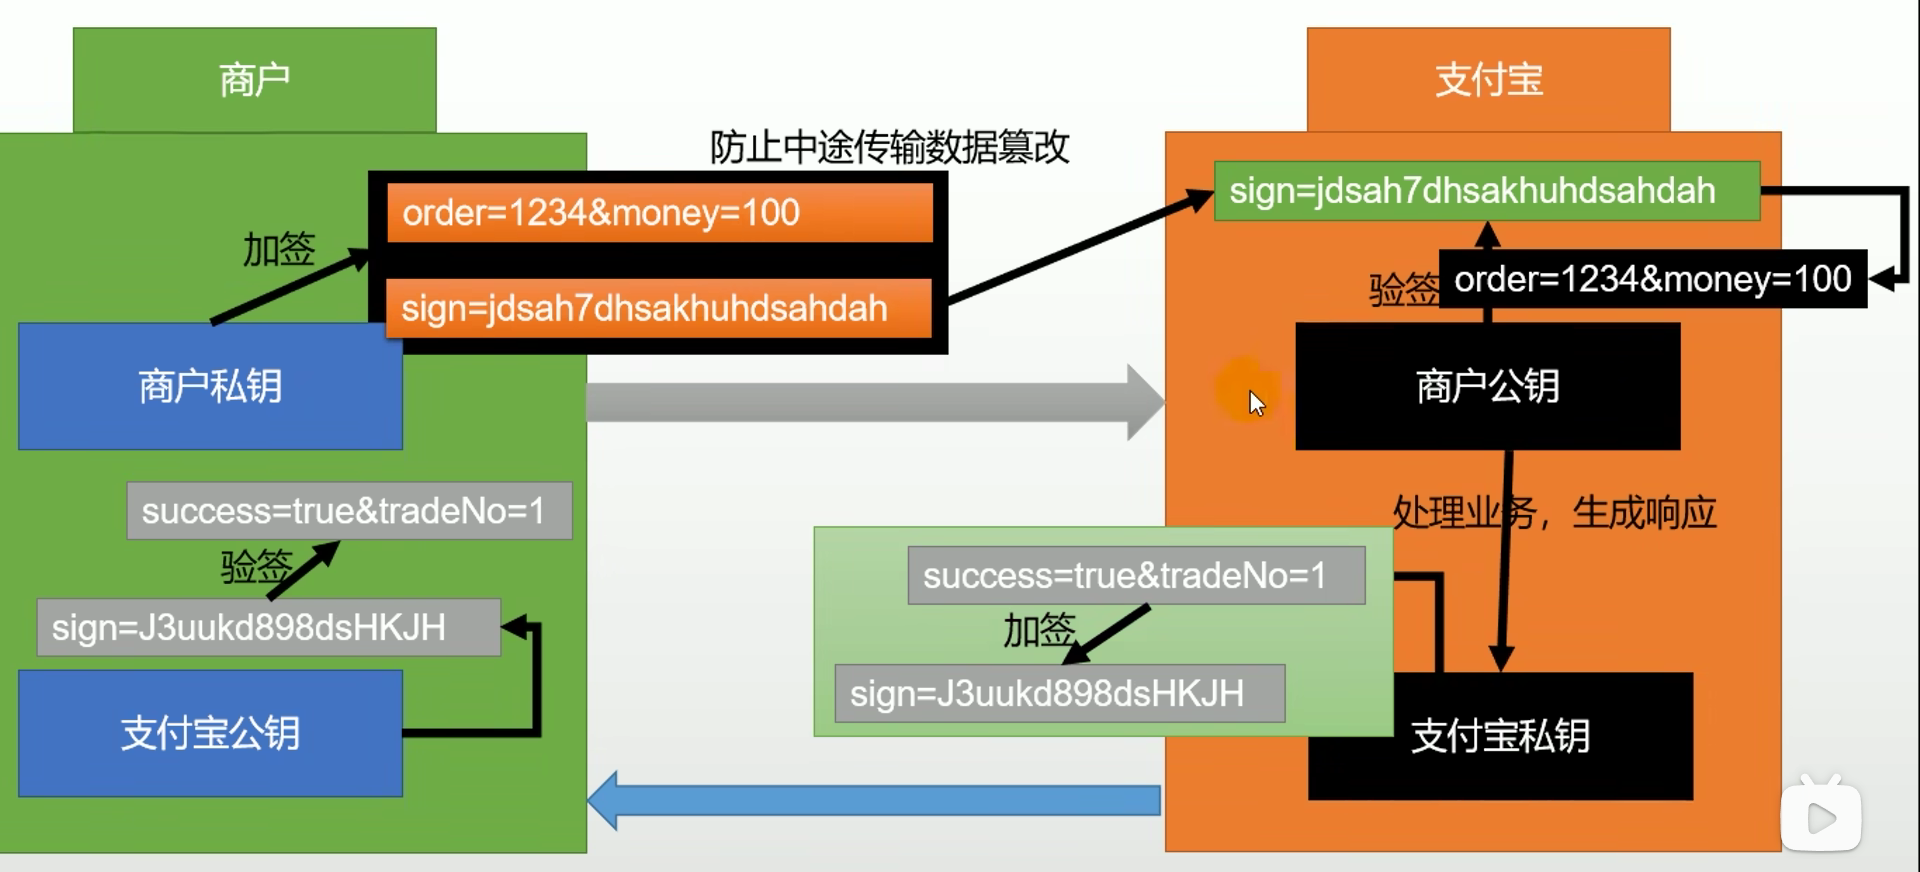 商户
支付宝
防止中途传输数据篡改
order=1234&money=100
sign=jdsah7dhsakhuhdsahdah
加签
商户私钥
sign=jdsah7dhsakhuhdsahdah
order=1234&money=100
验签
商户公钥
处理业务，生成响应
success=true&tradeNo=1
加签
sign=J3uukd898dsHKJH
支付宝私钥
success=true&tradeNo=1
验签
sign=J3uukd898dsHKJH
支付宝公钥